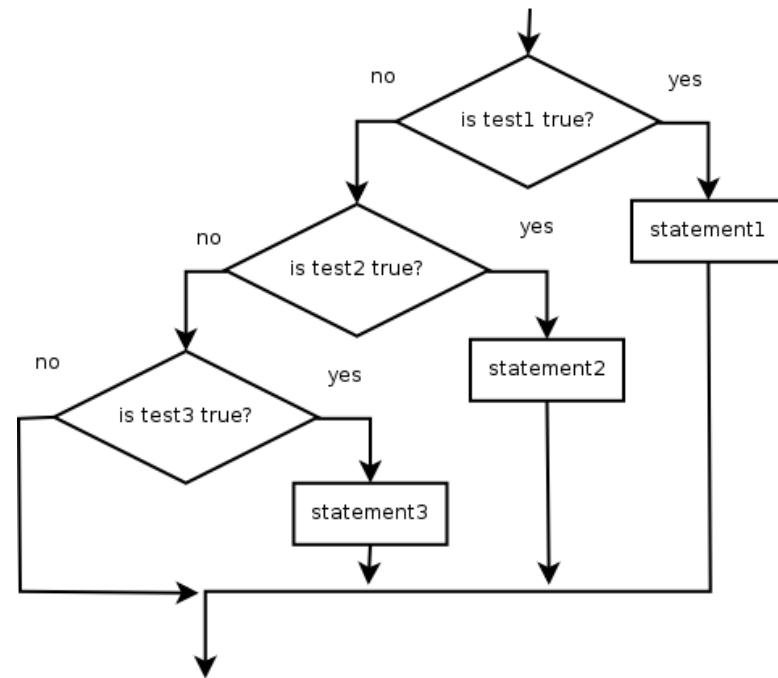 no
yes
is test1 true?
no
yes
statement1
is test2 true?
no
yes
statement2
is test3 true?
statement3